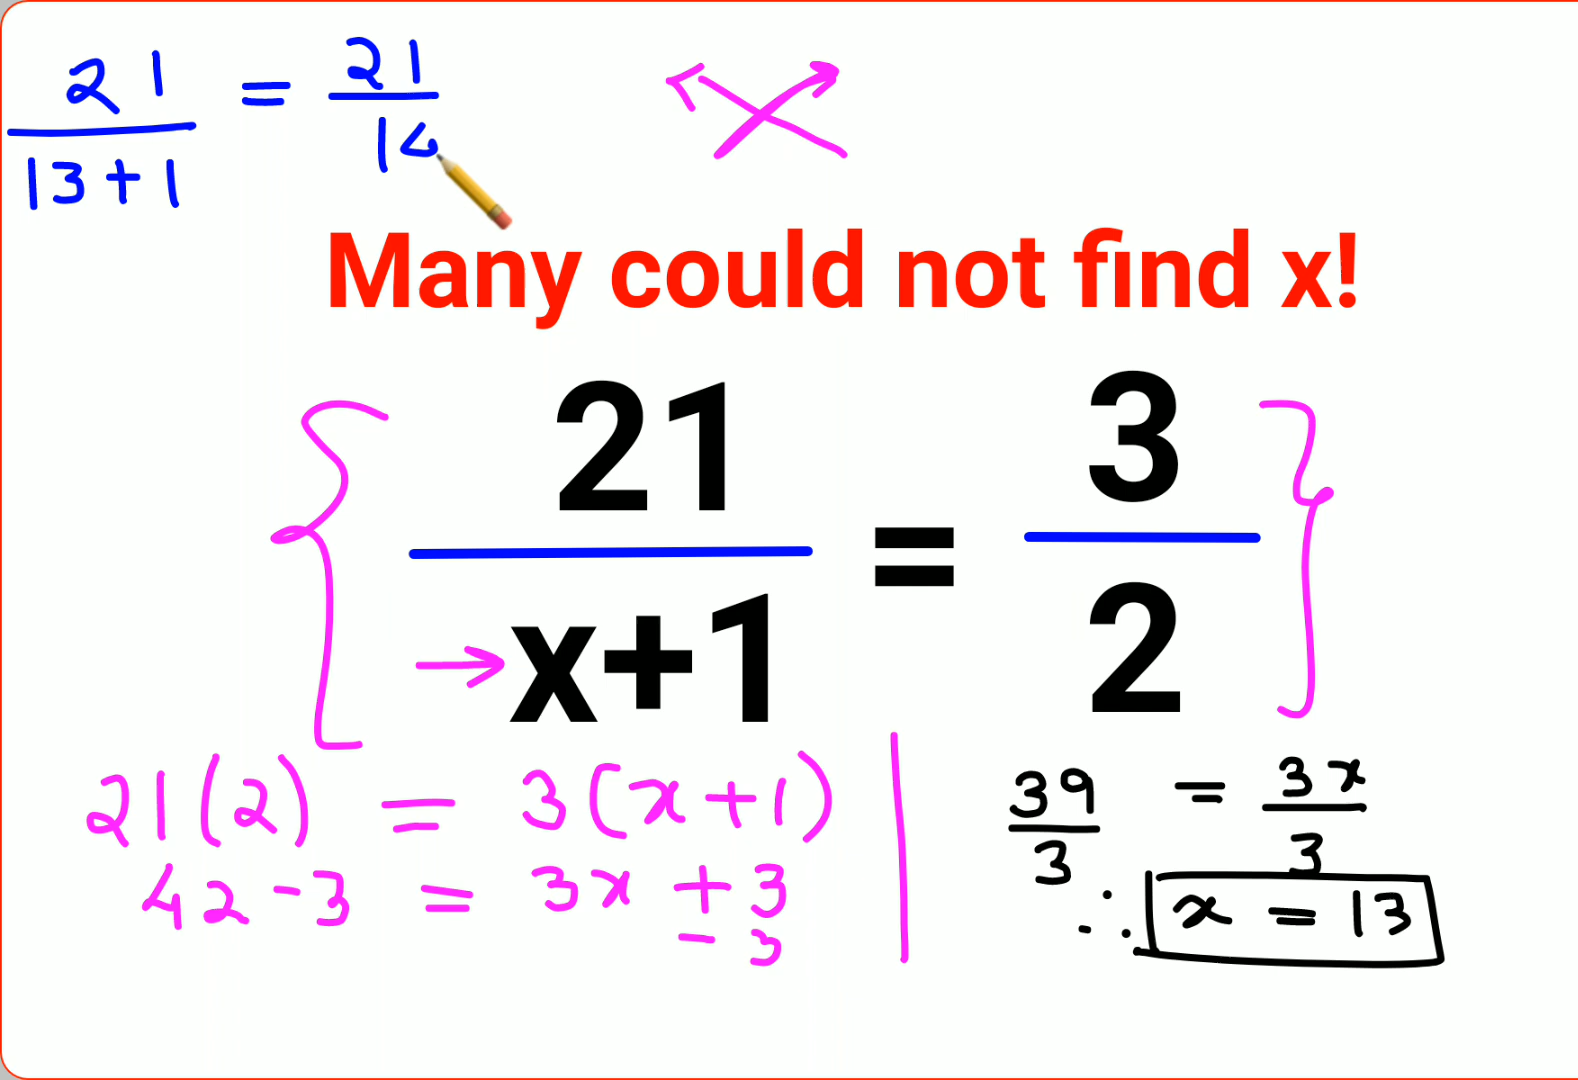 21/13+1 = 21/14
Many could not find x!
21/x+1 = 3/2
21(2) = 3(x+1)
42-3 = 3x + 3
- 3
39/3 = 3x/3
∴ x = 13